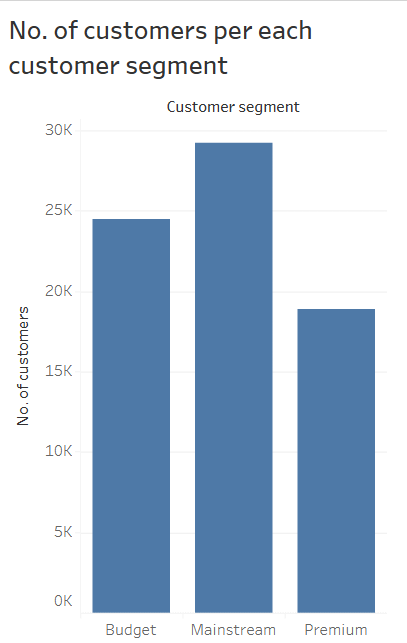 No. of customers per each
customer segment
Customer segment
30K
25K
20K
15K
10K
5K
0K
No. of customers
Budget
Mainstream
Premium